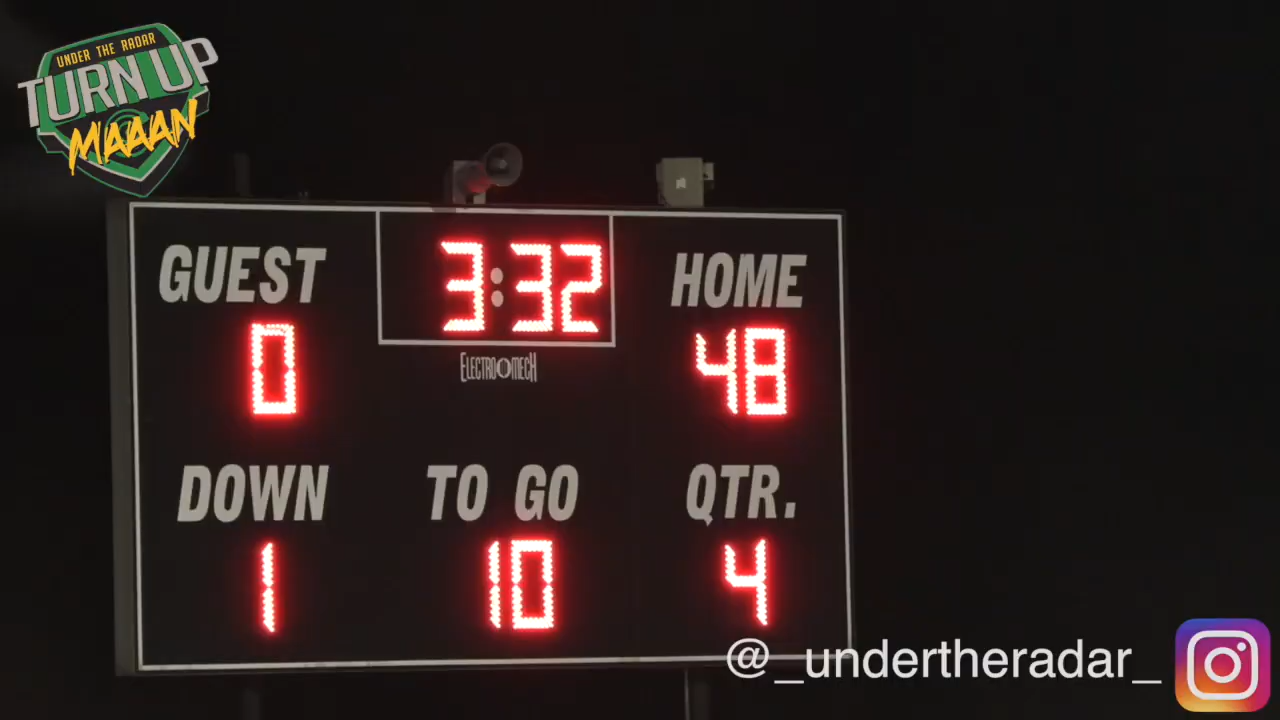 UNDER THE RADAR
TURN UP
MAAAN
GUEST
3:32
HOME
0
48
ELECTRO MECH
DOWN
TO GO
QTR.
1
10
4
@_undertheradar_